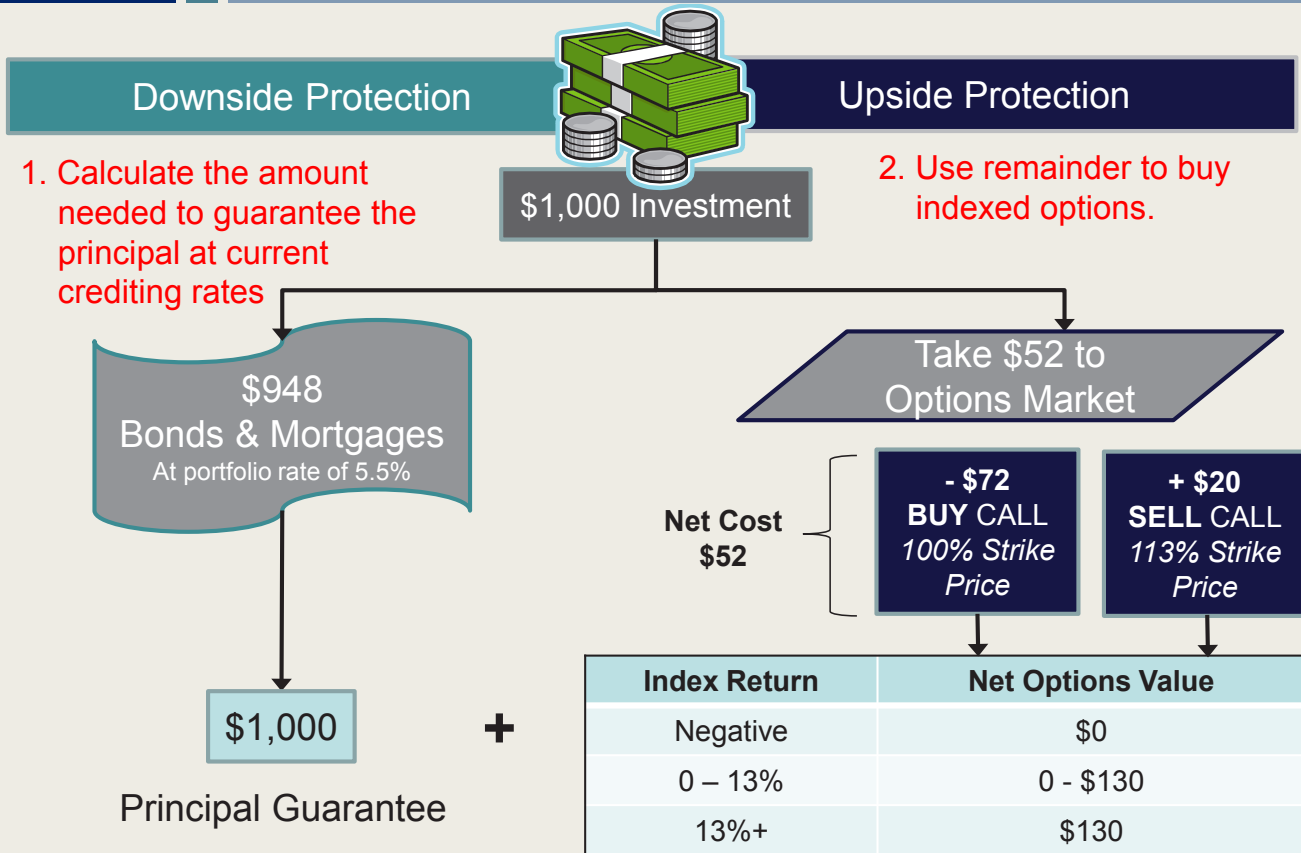 Downside Protection
Upside Protection
1. Calculate the amount
needed to guarantee the
principal at current
crediting rates
$1,000 Investment
2. Use remainder to buy
indexed options.
$948
Bonds & Mortgages
At portfolio rate of 5.5%
Take $52 to
Options Market
Net Cost
$52
- $72
BUY CALL
100% Strike
Price
+ $20
SELL CALL
113% Strike
Price
$1,000
+
Principal Guarantee
Index Return Net Options Value
Negative $0
0 – 13% 0 - $130
13%+ $130